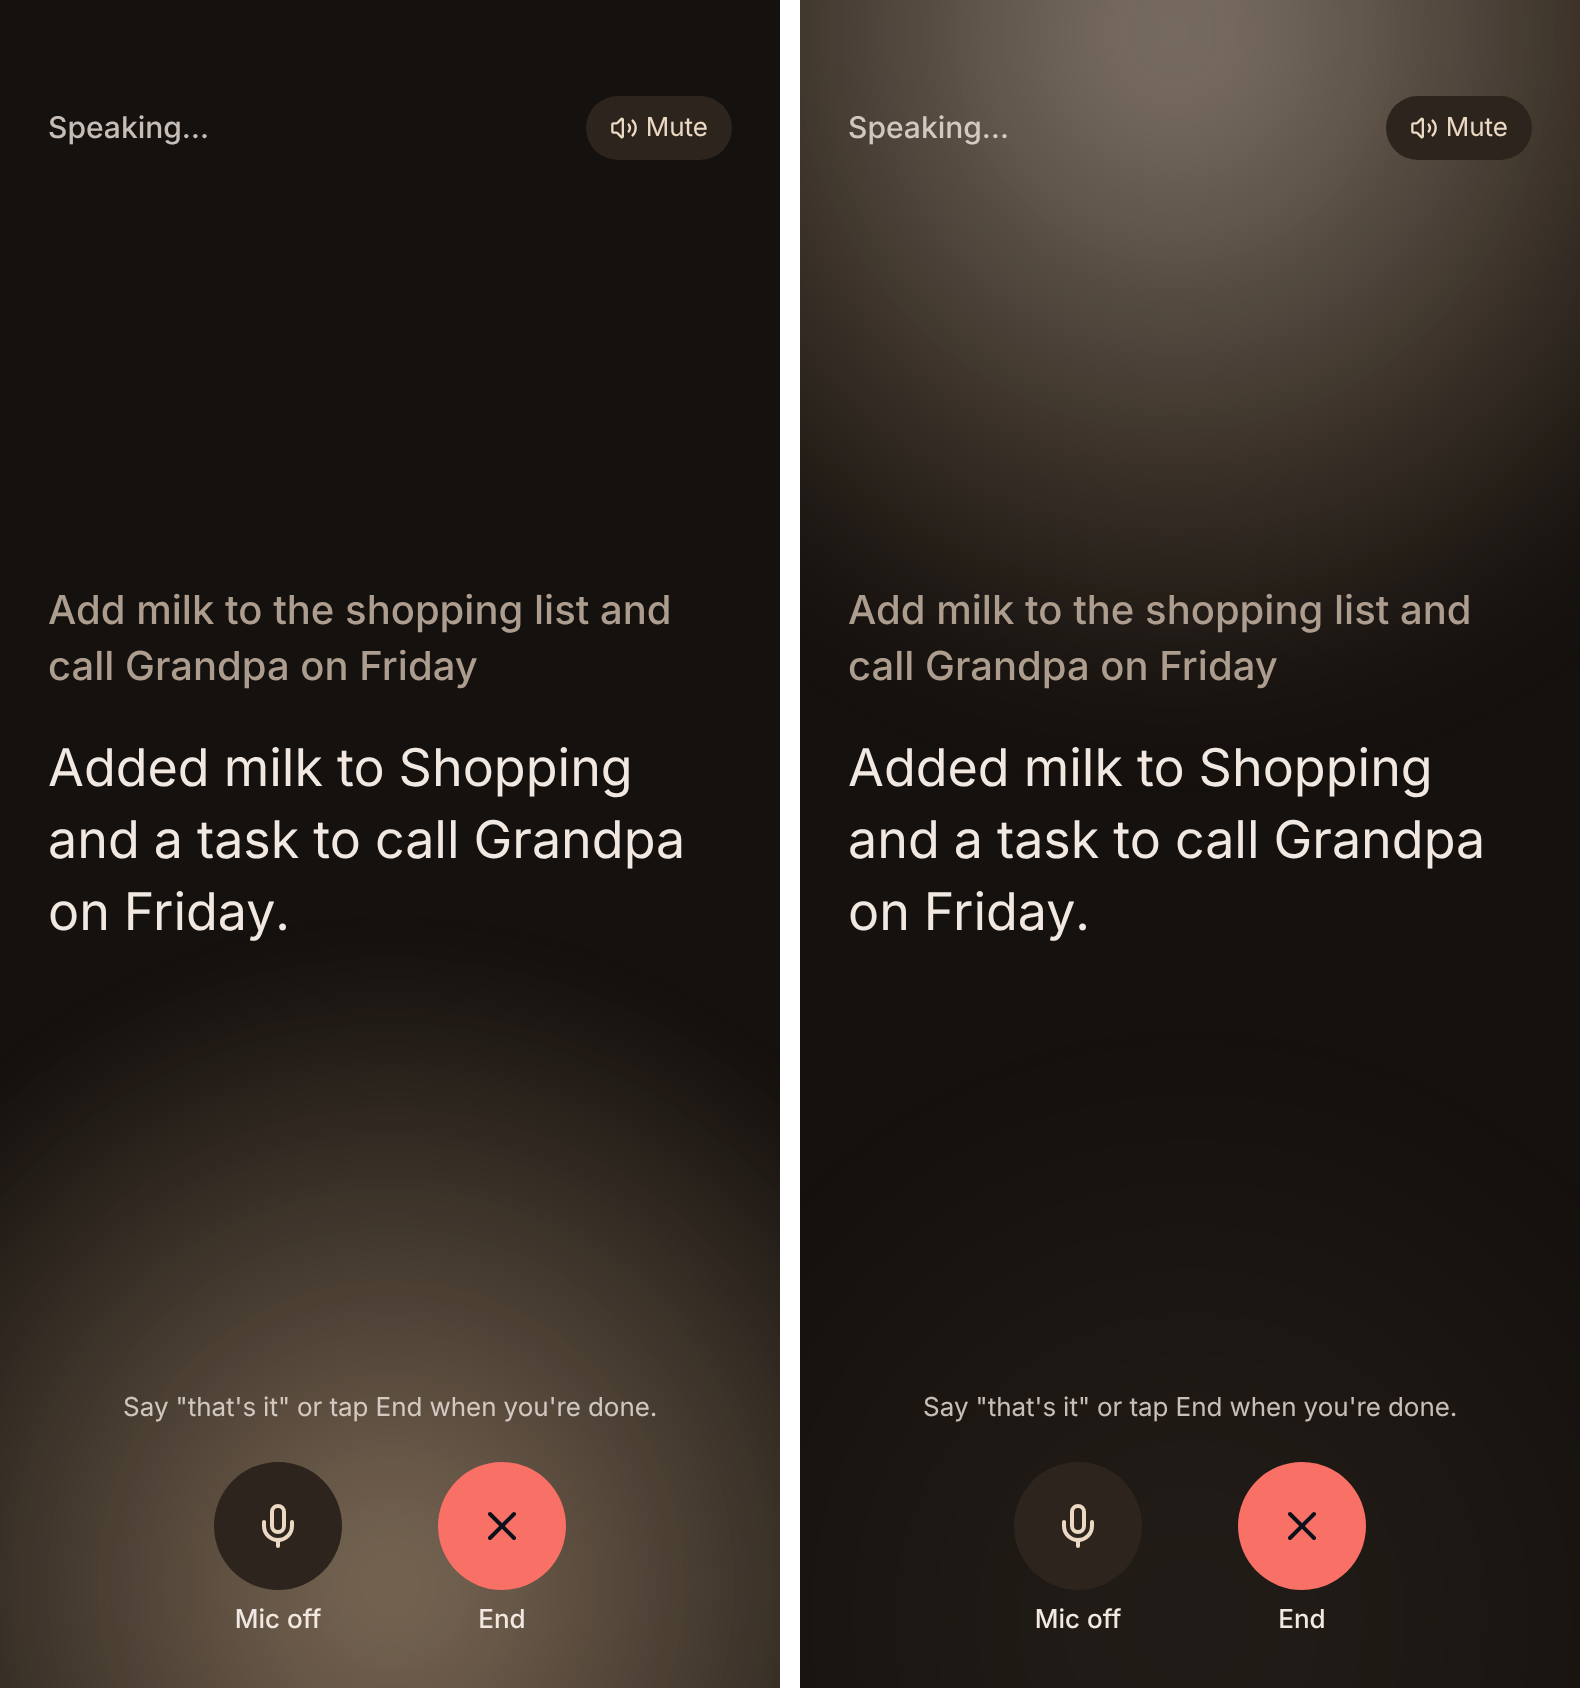 Speaking...
Mute
Add milk to the shopping list and
call Grandpa on Friday
Added milk to Shopping
and a task to call Grandpa
on Friday.
Say "that's it" or tap End when you're done.
Mic off
End
Speaking...
Mute
Add milk to the shopping list and
call Grandpa on Friday
Added milk to Shopping
and a task to call Grandpa
on Friday.
Say "that's it" or tap End when you're done.
Mic off
End